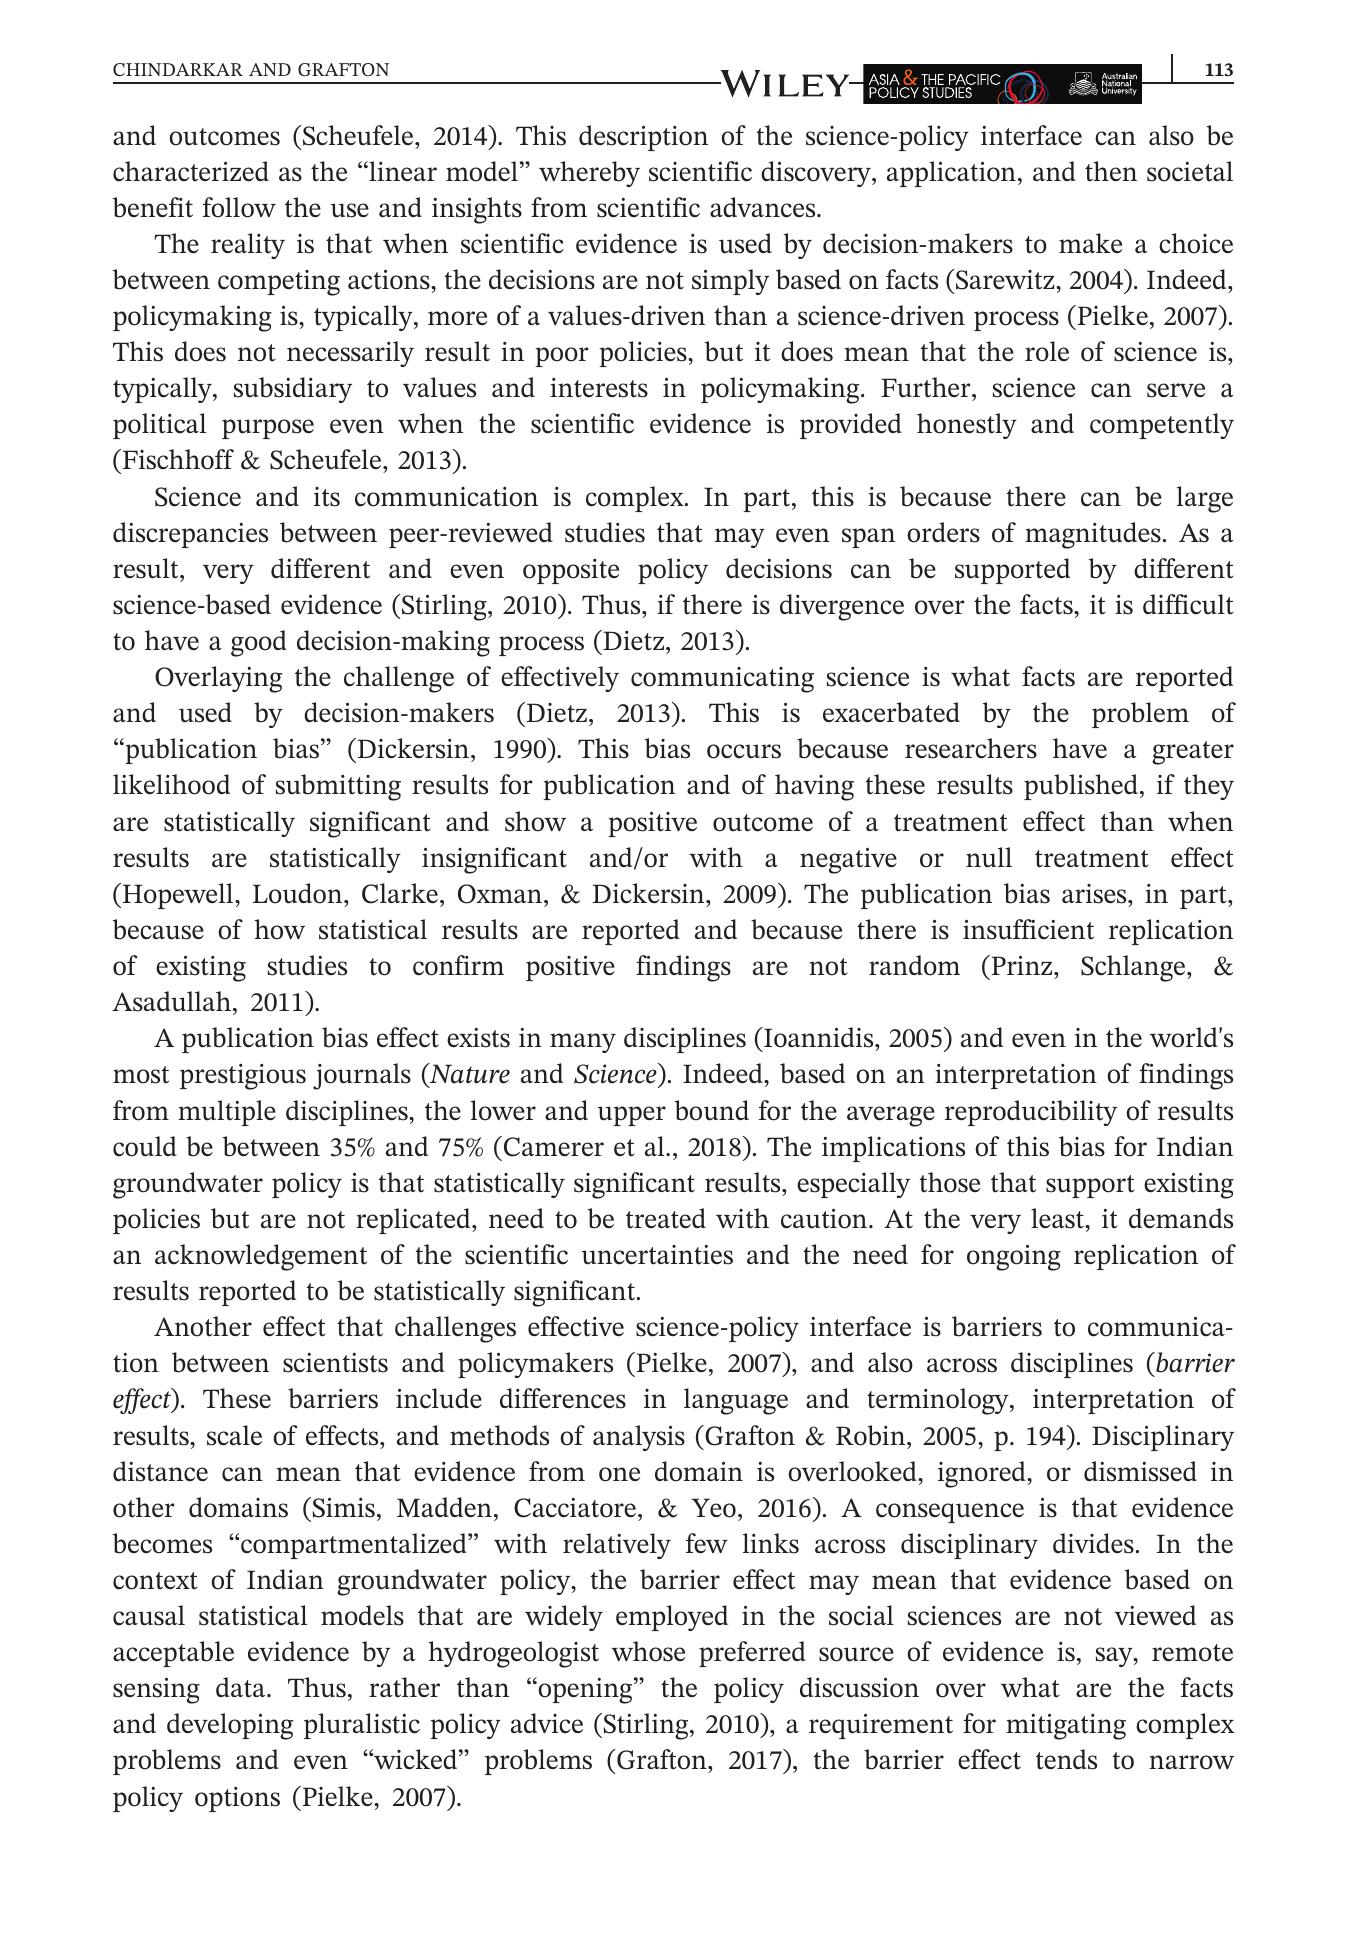 CHINDARKAR AND GRAFTON
WILEY
ASIA & THE PACIFIC
POLICY STUDIES
Australian
National
University
113
and outcomes (Scheufele, 2014). This description of the science-policy interface can also be
characterized as the “linear model” whereby scientific discovery, application, and then societal
benefit follow the use and insights from scientific advances.
The reality is that when scientific evidence is used by decision-makers to make a choice
between competing actions, the decisions are not simply based on facts (Sarewitz, 2004). Indeed,
policymaking is, typically, more of a values-driven than a science-driven process (Pielke, 2007).
This does not necessarily result in poor policies, but it does mean that the role of science is,
typically, subsidiary to values and interests in policymaking. Further, science can serve a
political purpose even when the scientific evidence is provided honestly and competently
(Fischhoff & Scheufele, 2013).
Science and its communication is complex. In part, this is because there can be large
discrepancies between peer-reviewed studies that may even span orders of magnitudes. As a
result, very different and even opposite policy decisions can be supported by different
science-based evidence (Stirling, 2010). Thus, if there is divergence over the facts, it is difficult
to have a good decision-making process (Dietz, 2013).
Overlaying the challenge of effectively communicating science is what facts are reported
and used by decision-makers (Dietz, 2013). This is exacerbated by the problem of
“publication bias” (Dickersin, 1990). This bias occurs because researchers have a greater
likelihood of submitting results for publication and of having these results published, if they
are statistically significant and show a positive outcome of a treatment effect than when
results are statistically insignificant and/or with a negative or null treatment effect
(Hopewell, Loudon, Clarke, Oxman, & Dickersin, 2009). The publication bias arises, in part,
because of how statistical results are reported and because there is insufficient replication
of existing studies to confirm positive findings are not random (Prinz, Schlange, &
Asadullah, 2011).
A publication bias effect exists in many disciplines (Ioannidis, 2005) and even in the world's
most prestigious journals (Nature and Science). Indeed, based on an interpretation of findings
from multiple disciplines, the lower and upper bound for the average reproducibility of results
could be between 35% and 75% (Camerer et al., 2018). The implications of this bias for Indian
groundwater policy is that statistically significant results, especially those that support existing
policies but are not replicated, need to be treated with caution. At the very least, it demands
an acknowledgement of the scientific uncertainties and the need for ongoing replication of
results reported to be statistically significant.
Another effect that challenges effective science-policy interface is barriers to communica-
tion between scientists and policymakers (Pielke, 2007), and also across disciplines (barrier
effect). These barriers include differences in language and terminology, interpretation of
results, scale of effects, and methods of analysis (Grafton & Robin, 2005, p. 194). Disciplinary
distance can mean that evidence from one domain is overlooked, ignored, or dismissed in
other domains (Simis, Madden, Cacciatore, & Yeo, 2016). A consequence is that evidence
becomes “compartmentalized” with relatively few links across disciplinary divides. In the
context of Indian groundwater policy, the barrier effect may mean that evidence based on
causal statistical models that are widely employed in the social sciences are not viewed as
acceptable evidence by a hydrogeologist whose preferred source of evidence is, say, remote
sensing data. Thus, rather than “opening” the policy discussion over what are the facts
and developing pluralistic policy advice (Stirling, 2010), a requirement for mitigating complex
problems and even “wicked” problems (Grafton, 2017), the barrier effect tends to narrow
policy options (Pielke, 2007).